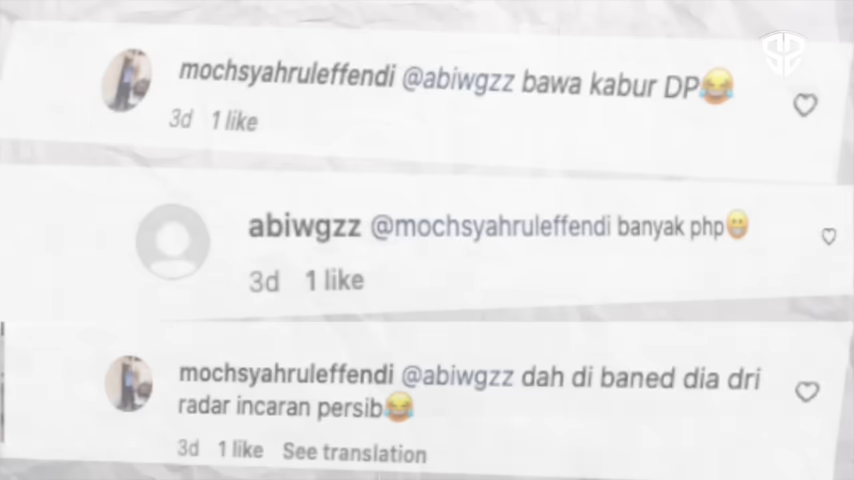 mochsyahruleffendi @abiwgzz bawa kabur DP😂
3d 1 like
abiwgzz @mochsyahruleffendi banyak php😬
3d 1 like
mochsyahruleffendi @abiwgzz dah di baned dia dri
radar incaran persib😂
3d 1 like See translation